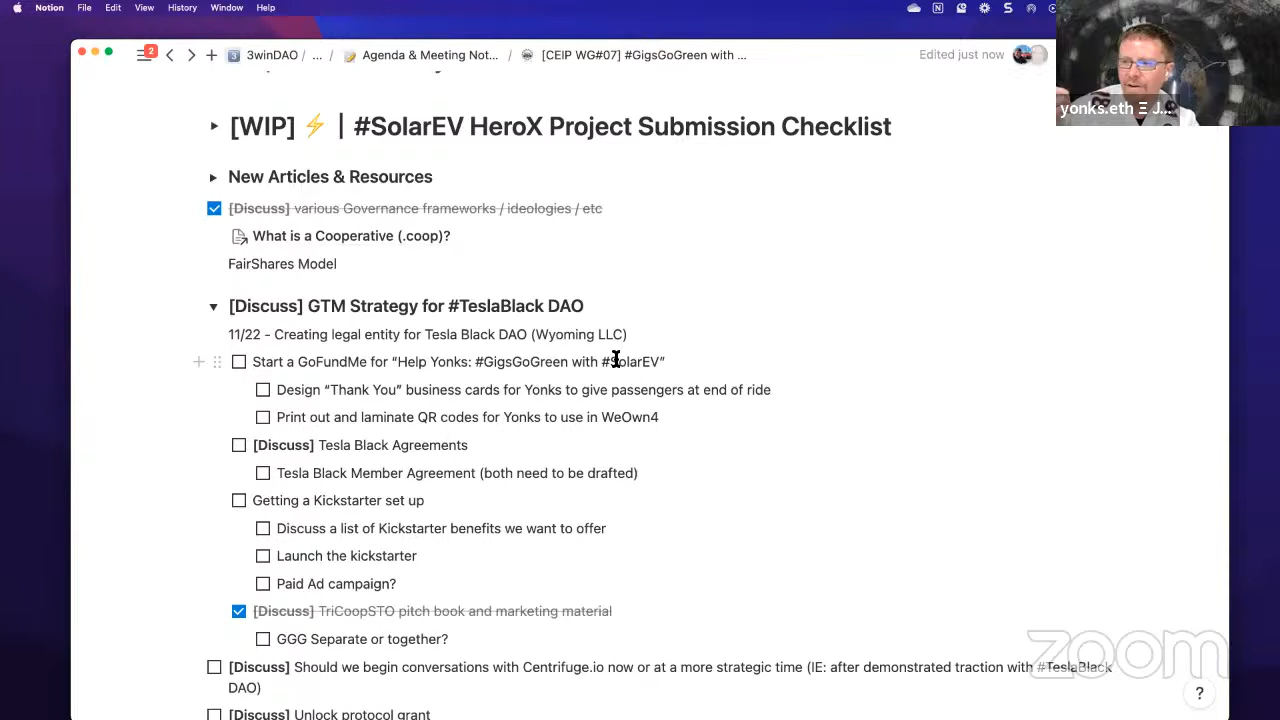 Notion File Edit View History Window Help
2 3winDAO / ... / Agenda & Meeting Not... / [CEIP WG#07] #GigsGoGreen with ... Edited just now
yonks.eth Ξ J...
[WIP] ⚡ | #SolarEV HeroX Project Submission Checklist
New Articles & Resources
[Discuss] various Governance frameworks / ideologies / etc
What is a Cooperative (.coop)?
FairShares Model
[Discuss] GTM Strategy for #TeslaBlack DAO
11/22 - Creating legal entity for Tesla Black DAO (Wyoming LLC)
Start a GoFundMe for “Help Yonks: #GigsGoGreen with #SolarEV”
Design “Thank You” business cards for Yonks to give passengers at end of ride
Print out and laminate QR codes for Yonks to use in WeOwn4
[Discuss] Tesla Black Agreements
Tesla Black Member Agreement (both need to be drafted)
Getting a Kickstarter set up
Discuss a list of Kickstarter benefits we want to offer
Launch the kickstarter
Paid Ad campaign?
[Discuss] TriCoopSTO pitch book and marketing material
GGG Separate or together?
[Discuss] Should we begin conversations with Centrifuge.io now or at a more strategic time (IE: after demonstrated traction with #TeslaBlack
DAO)
[Discuss] Unlock protocol grant
zoom
?